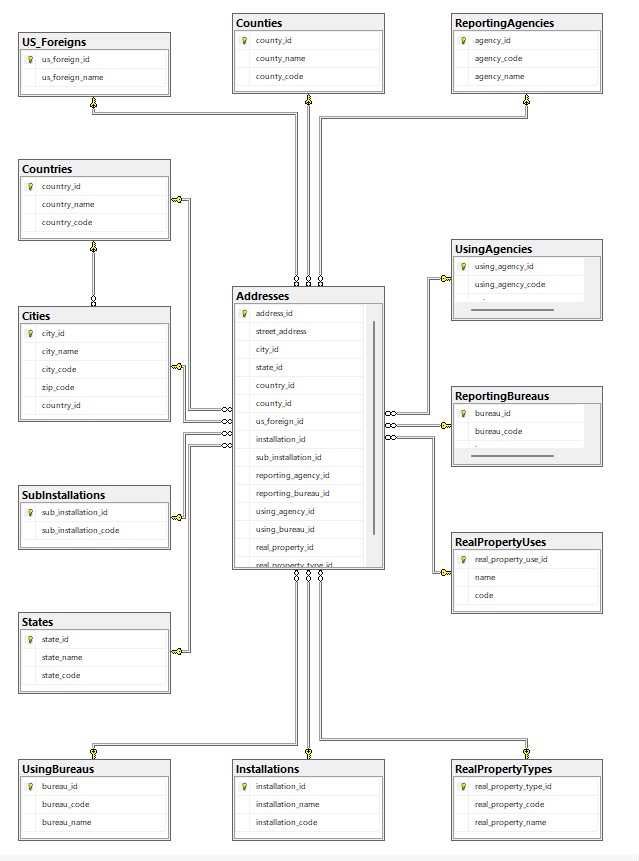 US_Foreigns
us_foreign_id
us_foreign_name
Counties
county_id
county_name
county_code
ReportingAgencies
agency_id
agency_code
agency_name
Countries
country_id
country_name
country_code
UsingAgencies
using_agency_id
using_agency_code
Cities
city_id
city_name
city_code
zip_code
country_id
Addresses
address_id
street_address
city_id
state_id
country_id
county_id
us_foreign_id
installation_id
sub_installation_id
reporting_agency_id
reporting_bureau_id
using_agency_id
using_bureau_id
real_property_id
real_property_type_id
ReportingBureaus
bureau_id
bureau_code
SubInstallations
sub_installation_id
sub_installation_code
RealPropertyUses
real_property_use_id
name
code
States
state_id
state_name
state_code
UsingBureaus
bureau_id
bureau_code
bureau_name
Installations
installation_id
installation_name
installation_code
RealPropertyTypes
real_property_type_id
real_property_code
real_property_name